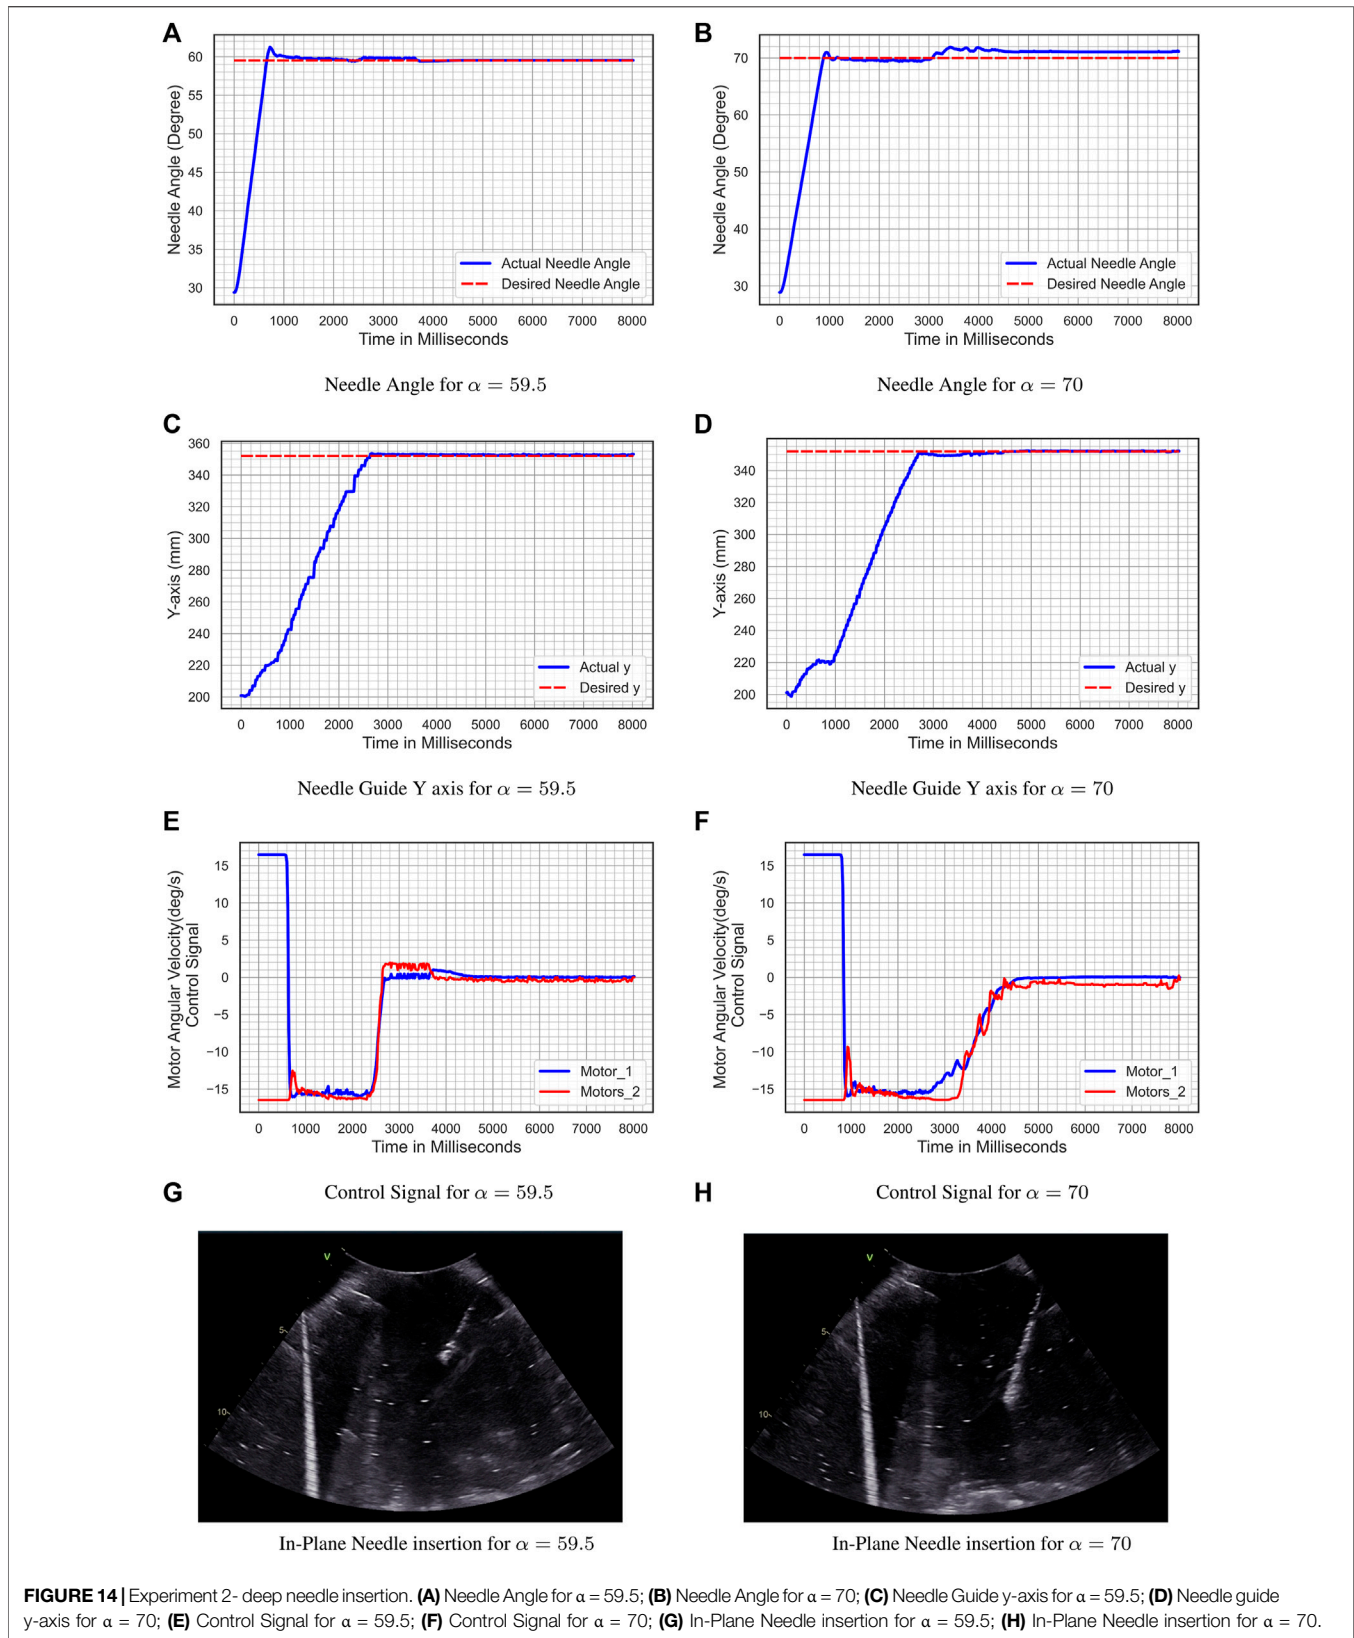 A
60
55
50
45
40
35
30
Needle Angle (Degree)
Actual Needle Angle
Desired Needle Angle
0 1000 2000 3000 4000 5000 6000 7000 8000
Time in Milliseconds
Needle Angle for α = 59.5
B
70
60
50
40
30
Needle Angle (Degree)
Actual Needle Angle
Desired Needle Angle
0 1000 2000 3000 4000 5000 6000 7000 8000
Time in Milliseconds
Needle Angle for α = 70
C
360
340
320
300
280
260
240
220
200
Y-axis (mm)
Actual y
Desired y
0 1000 2000 3000 4000 5000 6000 7000 8000
Time in Milliseconds
Needle Guide Y axis for α = 59.5
D
340
320
300
280
260
240
220
200
Y-axis (mm)
Actual y
Desired y
0 1000 2000 3000 4000 5000 6000 7000 8000
Time in Milliseconds
Needle Guide Y axis for α = 70
E
15
10
5
0
−5
−10
−15
Motor Angular Velocity(deg/s)
Control Signal
Motor_1
Motors_2
0 1000 2000 3000 4000 5000 6000 7000 8000
Time in Milliseconds
Control Signal for α = 59.5
F
15
10
5
0
−5
−10
−15
Motor Angular Velocity(deg/s)
Control Signal
Motor_1
Motors_2
0 1000 2000 3000 4000 5000 6000 7000 8000
Time in Milliseconds
Control Signal for α = 70
G
V
5
10
In-Plane Needle insertion for α = 59.5
H
V
5
10
In-Plane Needle insertion for α = 70
FIGURE 14 | Experiment 2- deep needle insertion. (A) Needle Angle for α = 59.5; (B) Needle Angle for α = 70; (C) Needle Guide y-axis for α = 59.5; (D) Needle guide
y-axis for α = 70; (E) Control Signal for α = 59.5; (F) Control Signal for α = 70; (G) In-Plane Needle insertion for α = 59.5; (H) In-Plane Needle insertion for α = 70.